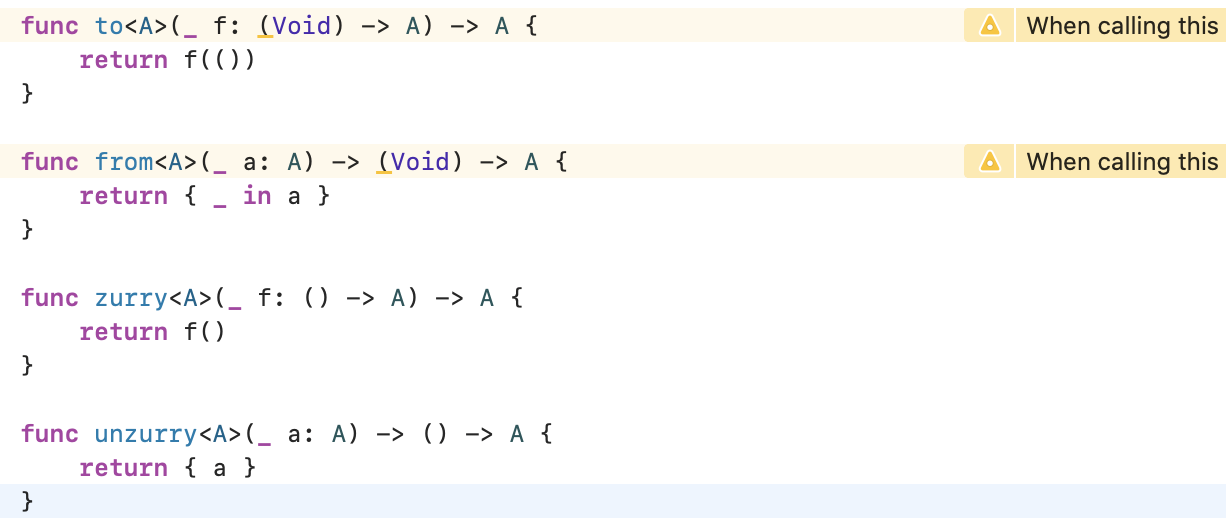 func to<A>(_ f: (Void) -> A) -> A { When calling this
    return f(())
}
func from<A>(_ a: A) -> (Void) -> A { When calling this
    return { _ in a }
}
func zurry<A>(_ f: () -> A) -> A {
    return f()
}
func unzurry<A>(_ a: A) -> () -> A {
    return { a }
}